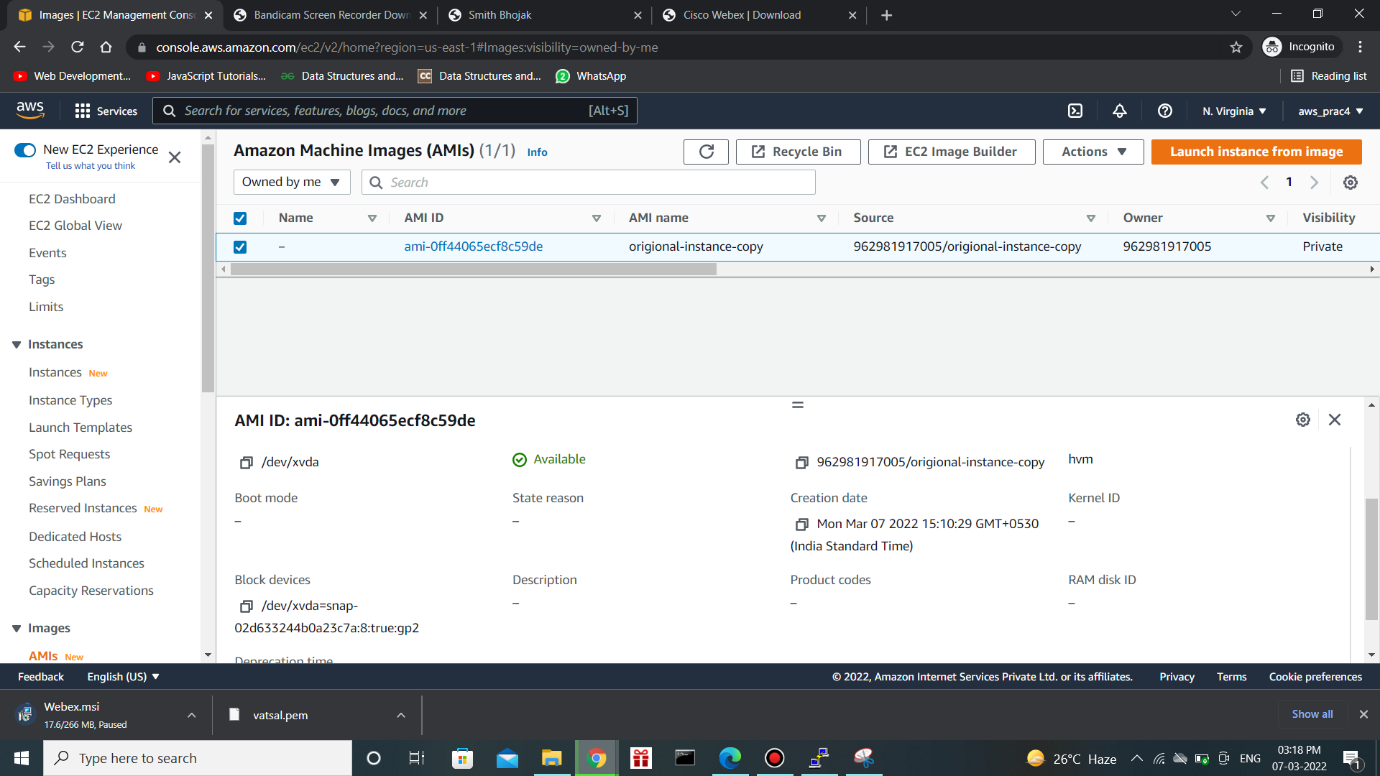 Images | EC2 Management Cons
Bandicam Screen Recorder Down
Smith Bhojak
Cisco Webex | Download
console.aws.amazon.com/ec2/v2/home?region=us-east-1#Images:visibility=owned-by-me
Incognito
Web Development...
JavaScript Tutorials...
Data Structures and...
CC Data Structures and...
2 WhatsApp
Reading list
aws
Services
Search for services, features, blogs, docs, and more
[Alt+S]
N. Virginia
aws_prac4
New EC2 Experience
Tell us what you think
EC2 Dashboard
EC2 Global View
Events
Tags
Limits
Instances
Instances New
Instance Types
Launch Templates
Spot Requests
Savings Plans
Reserved Instances New
Dedicated Hosts
Scheduled Instances
Capacity Reservations
Images
AMIs New
Amazon Machine Images (AMIs) (1/1) Info
Recycle Bin
EC2 Image Builder
Actions
Launch instance from image
Owned by me
Search
1
Name AMI ID AMI name Source Owner Visibility
– ami-0ff44065ecf8c59de origional-instance-copy 962981917005/origional-instance-copy 962981917005 Private
AMI ID: ami-0ff44065ecf8c59de
/dev/xvda Available 962981917005/origional-instance-copy hvm
Boot mode State reason Creation date Kernel ID
– – Mon Mar 07 2022 15:10:29 GMT+0530 –
(India Standard Time)
Block devices Description Product codes RAM disk ID
/dev/xvda=snap- – – –
02d633244b0a23c7a:8:true:gp2
Deprecation time
Feedback English (US) © 2022, Amazon Internet Services Private Ltd. or its affiliates. Privacy Terms Cookie preferences
Webex.msi
17.6/266 MB, Paused
vatsal.pem
Show all
Type here to search
26°C Haze
ENG
03:18 PM
07-03-2022
1